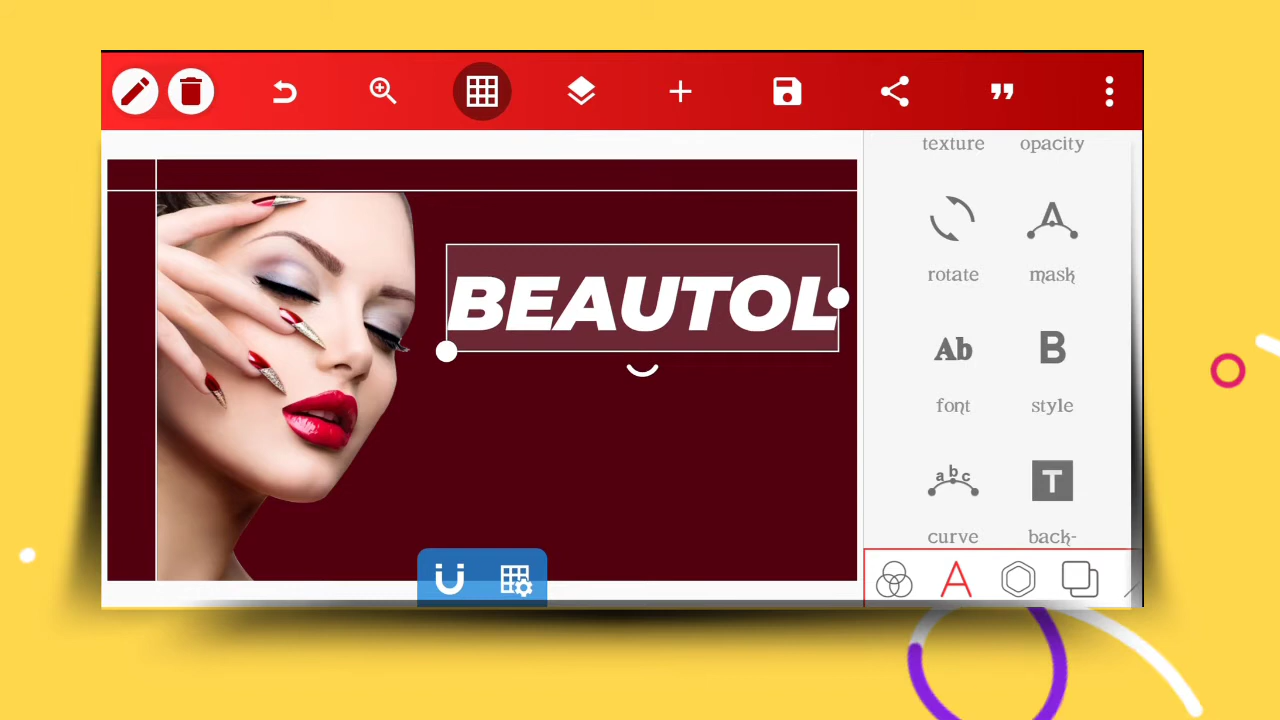 texture opacity
BEAUTOL
rotate mask
Ab B
font style
abc T
curve back-
A